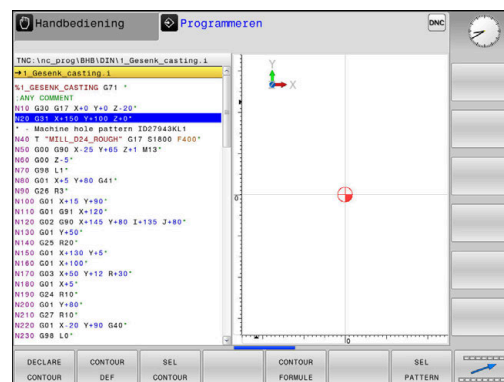 Handbediening
Programmeren
DNC
TNC:\nc_prog\BHB\DIN\1_Gesenk_casting.i
→1_Gesenk_casting.i
%1_GESENK_CASTING G71 *
;ANY COMMENT
N10 G30 G17 X+0 Y+0 Z-20*
N20 G31 X+150 Y+100 Z+0*
* - Machine hole pattern ID27943KL1
N40 T "MILL_D24_ROUGH" G17 S1800 F400*
N50 G00 G90 X-25 Y+65 Z+1 M13*
N60 G00 Z-5*
N70 G98 L1*
N80 G01 X+5 Y+80 G41*
N90 G26 R3*
N100 G01 X+15 Y+90*
N110 G01 G91 X+120*
N120 G02 G90 X+145 Y+80 I+135 J+80*
N130 G01 Y+50*
N140 G25 R20*
N150 G01 X+130 Y+5*
N160 G01 X+100*
N170 G03 X+50 Y+12 R+30*
N180 G01 X+5*
N190 G24 R10*
N200 G01 Y+80*
N210 G27 R10*
N220 G01 X-20 Y+90 G40*
N230 G98 L0*
Y
X
0
0
DECLARE CONTOUR
CONTOUR DEF
SEL CONTOUR
CONTOUR FORMULE
SEL PATTERN